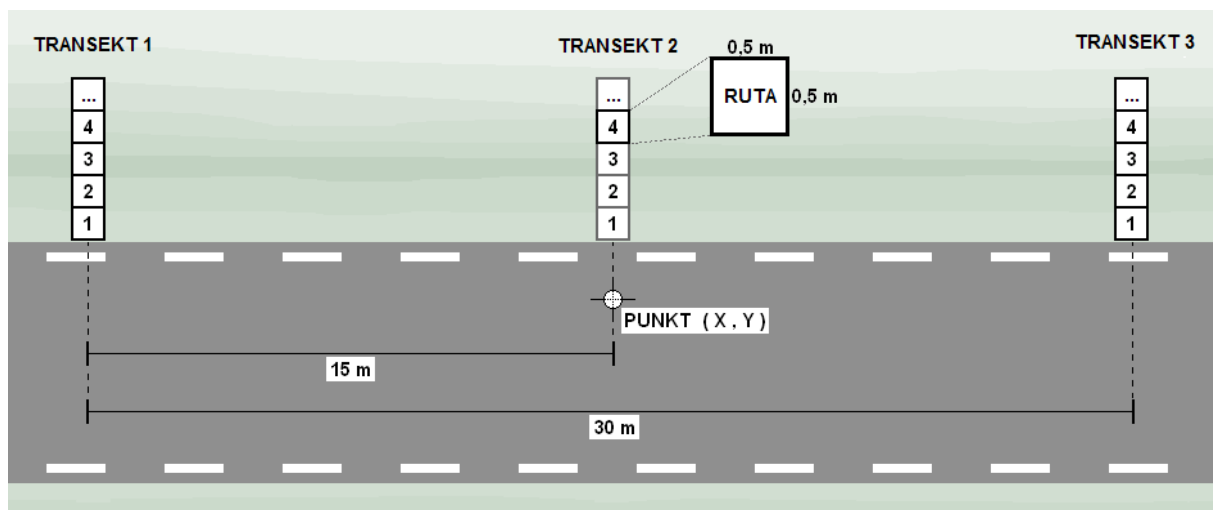 TRANSEKT 1
TRANSEKT 2
TRANSEKT 3
0,5 m
RUTA
0,5 m
...
4
3
2
1
...
4
3
2
1
...
4
3
2
1
PUNKT (X,Y)
15 m
30 m